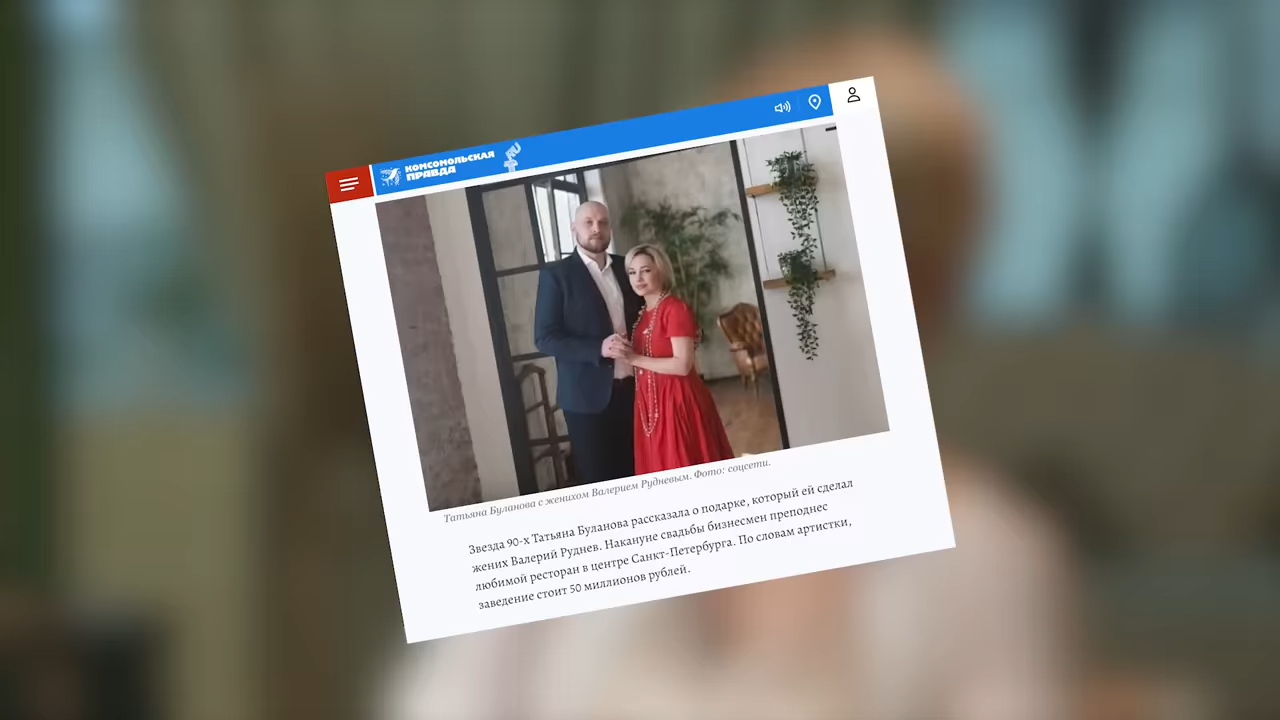 КОМСОМОЛЬСКАЯ
ПРАВДА
.RU
Татьяна Буланова с женихом Валерием Рудневым. Фото: соцсети.
Звезда 90-х Татьяна Буланова рассказала о подарке, который ей сделал
жених Валерий Руднев. Накануне свадьбы бизнесмен преподнес
любимой ресторан в центре Санкт-Петербурга. По словам артистки,
заведение стоит 50 миллионов рублей.